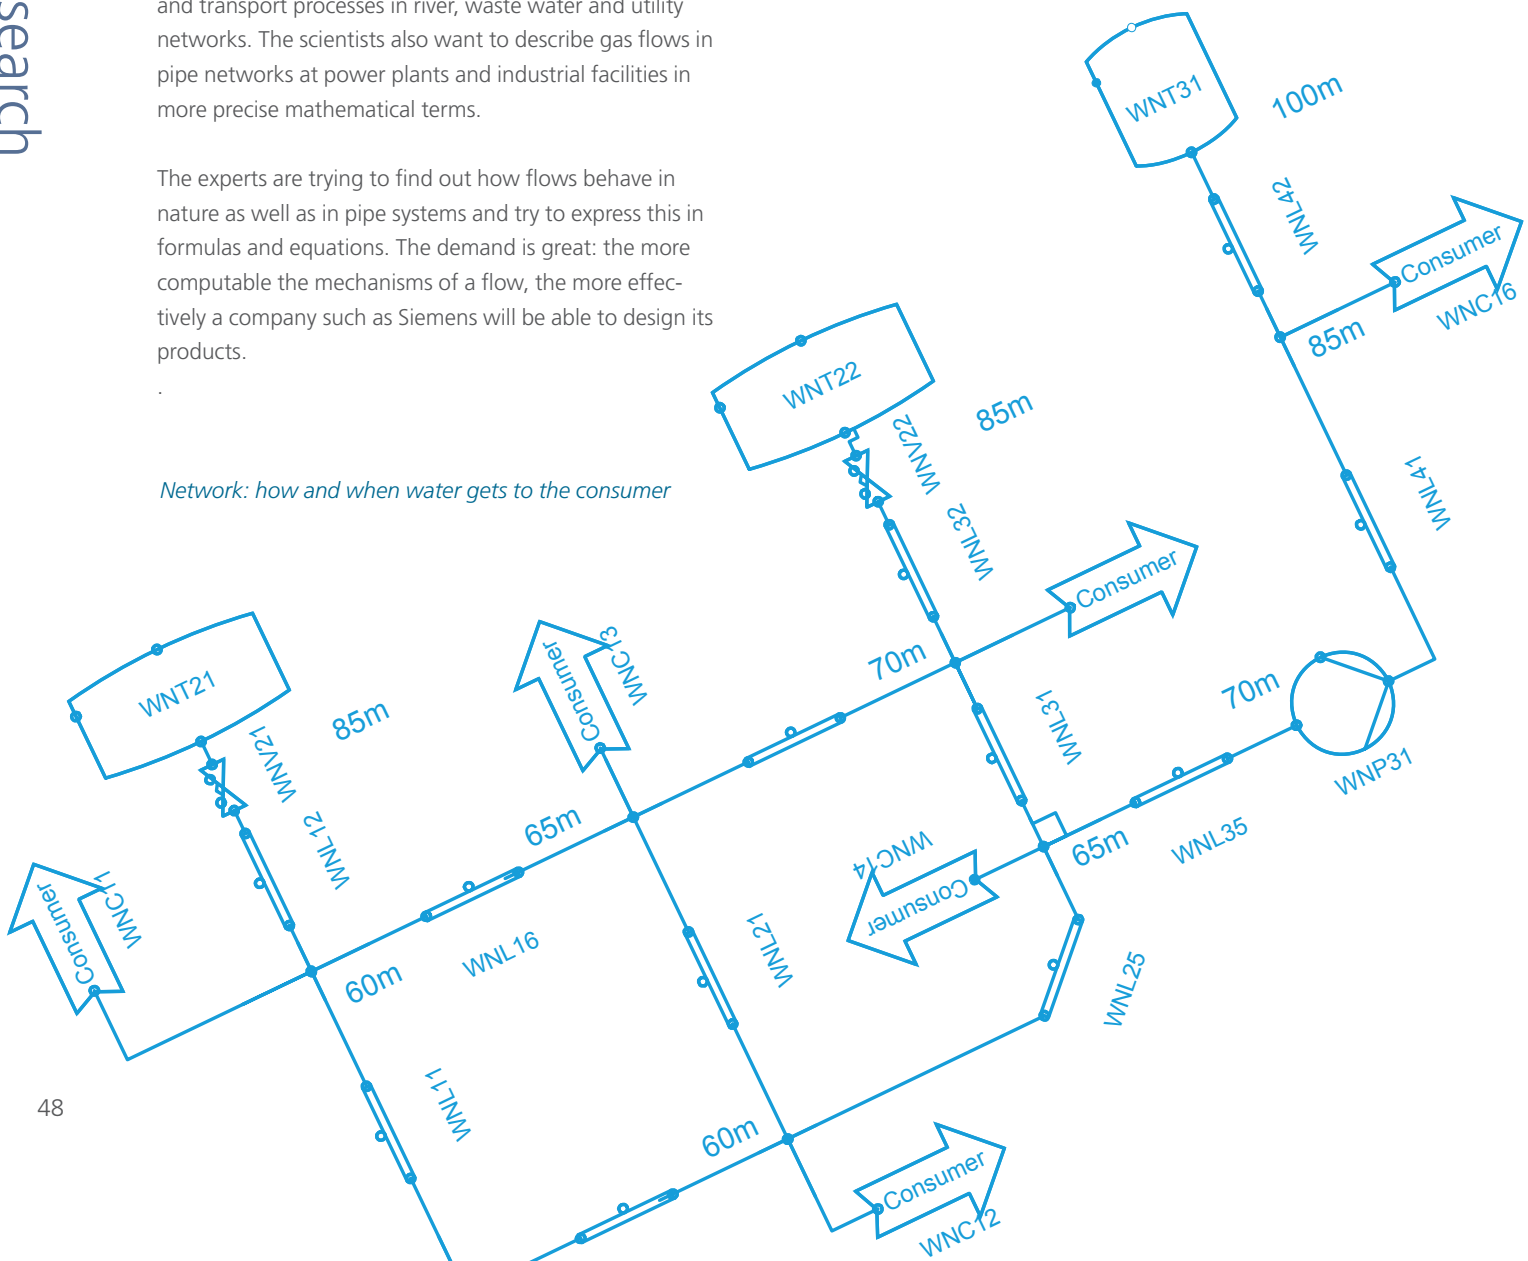 search
and transport processes in river, waste water and utility
networks. The scientists also want to describe gas flows in
pipe networks at power plants and industrial facilities in
more precise mathematical terms.
The experts are trying to find out how flows behave in
nature as well as in pipe systems and try to express this in
formulas and equations. The demand is great: the more
computable the mechanisms of a flow, the more effec-
tively a company such as Siemens will be able to design its
products.
.
Network: how and when water gets to the consumer
WNT31
100m
WNL42
Consumer
WNC16
85m
WNT22
85m
WNV22
WNL32
WNL41
Consumer
WNT21
85m
WNV21
WNL12
Consumer
WNC13
70m
WNL31
70m
WNP31
65m
65m
WNL35
WNC14
Consumer
Consumer
WNC11
60m
WNL16
WNL21
WNL25
WNL11
60m
Consumer
WNC12
48